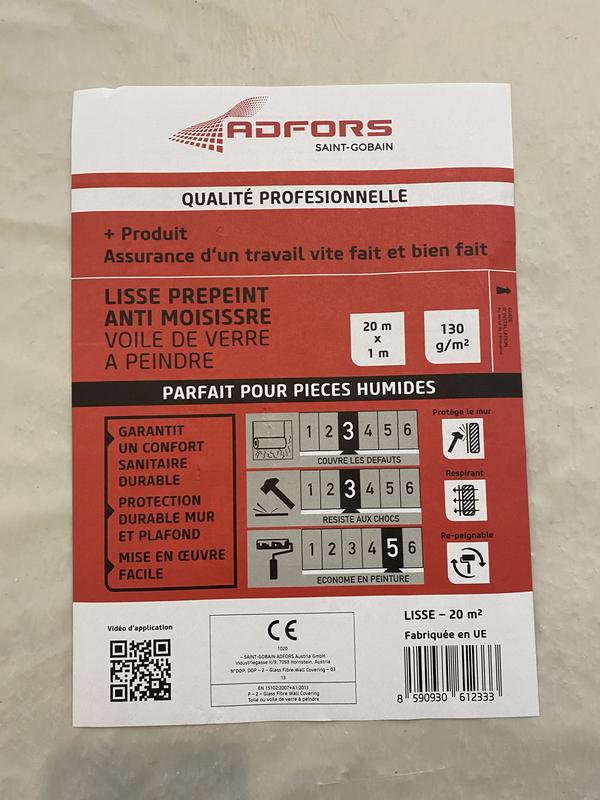 ADFORS
SAINT-GOBAIN
QUALITÉ PROFESIONNELLE
+ Produit
Assurance d'un travail vite fait et bien fait
LISSE PREPEINT
ANTI MOISISSRE
VOILE DE VERRE
A PEINDRE
20 m
x
1 m
130
g/m²
GUIDE
D'INSTALLATION
PARFAIT POUR PIECES HUMIDES
GARANTIT
UN CONFORT
SANITAIRE
DURABLE
PROTECTION
DURABLE MUR
ET PLAFOND
MISE EN ŒUVRE
FACILE
1 2 3 4 5 6
COUVRE LES DEFAUTS
1 2 3 4 5 6
RESISTE AUX CHOCS
1 2 3 4 5 6
ECONOME EN PEINTURE
Protège le mur
Respirant
Re-peignable
Vidéo d'application
CE
1020
– SAINT-GOBAIN ADFORS Austria GmbH
Industriegasse II/9, 7053 Hornstein, Austria
N°DOP: DOP – 2 – Glass Fibre Wall Covering – 03
13
EN 15102:2007+A1:2011
P – 2 – Glass Fibre Wall Covering
Toile ou voile de verre à peindre
LISSE – 20 m²
Fabriquée en UE
8 590930 612333